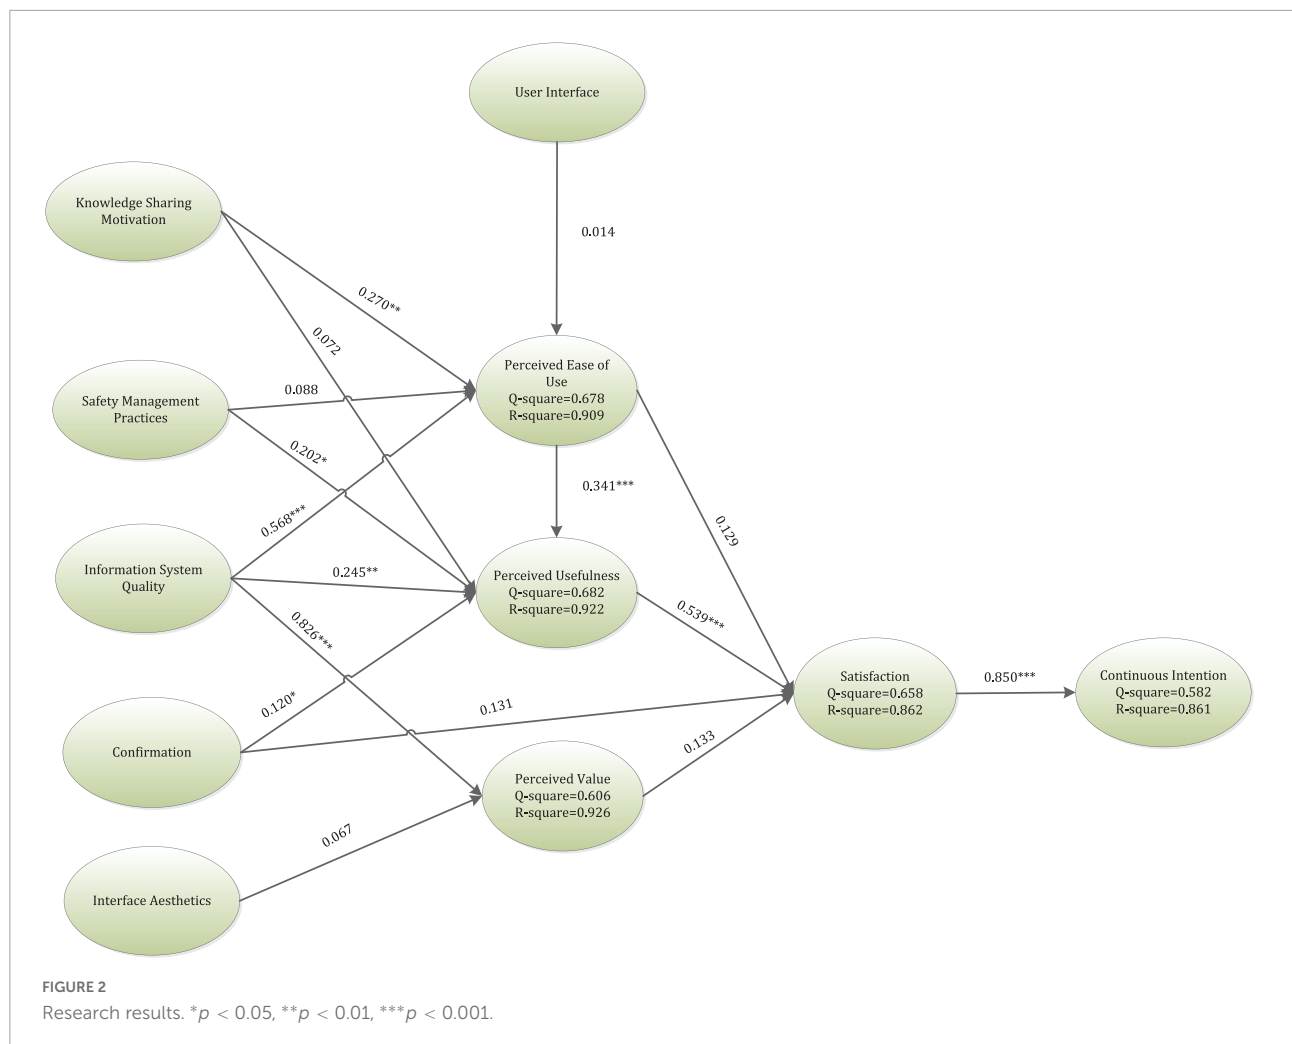 User Interface
Knowledge Sharing
Motivation
0.014
0.270**
0.072
Perceived Ease of
Use
Q-square=0.678
R-square=0.909
0.088
Safety Management
Practices
0.202*
0.341***
0.568***
0.129
Information System
Quality
0.245**
Perceived Usefulness
Q-square=0.682
R-square=0.922
0.539***
0.826***
Satisfaction
Q-square=0.658
R-square=0.862
0.850***
Continuous Intention
Q-square=0.582
R-square=0.861
0.120*
0.131
Confirmation
0.133
Perceived Value
Q-square=0.606
R-square=0.926
0.067
Interface Aesthetics
FIGURE 2
Research results. *p < 0.05, **p < 0.01, ***p < 0.001.